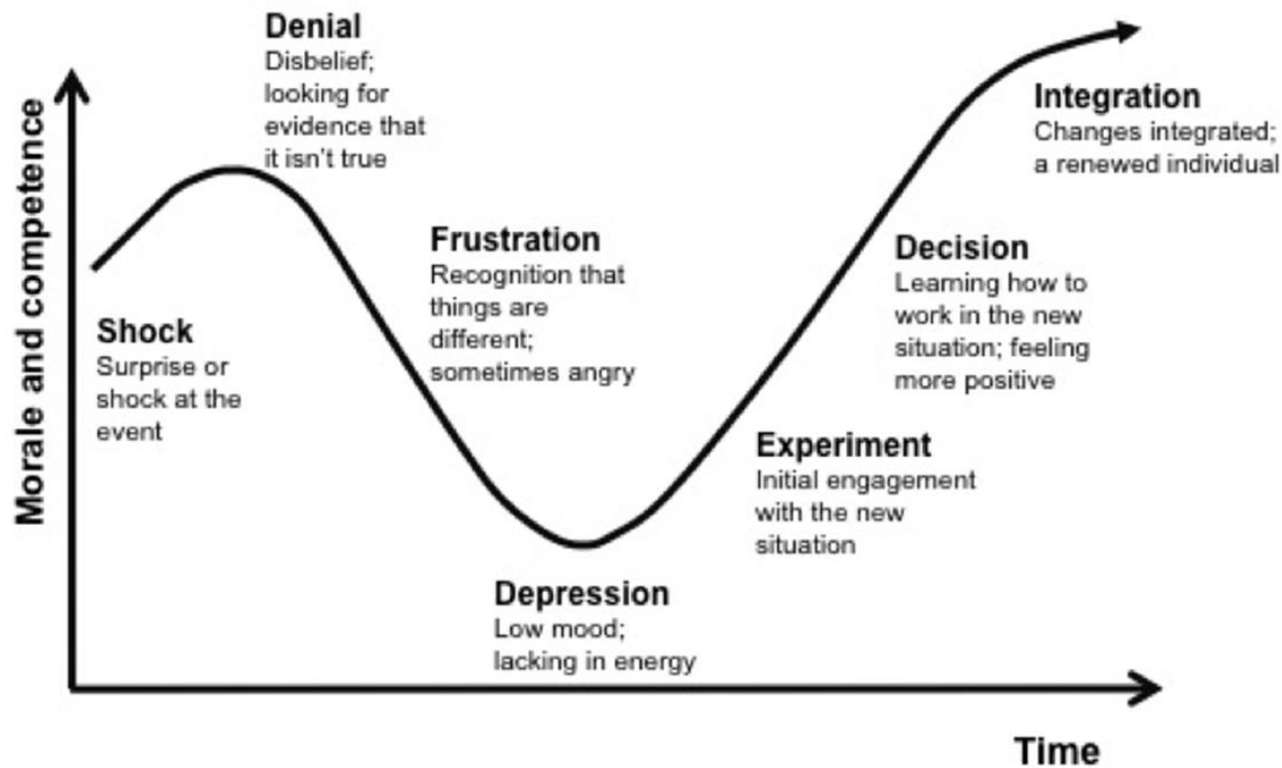 Denial
Disbelief;
looking for
evidence that
it isn't true
Morale and competence
Shock
Surprise or
shock at the
event
Frustration
Recognition that
things are
different;
sometimes angry
Depression
Low mood;
lacking in energy
Experiment
Initial engagement
with the new
situation
Decision
Learning how to
work in the new
situation; feeling
more positive
Integration
Changes integrated;
a renewed individual
Time